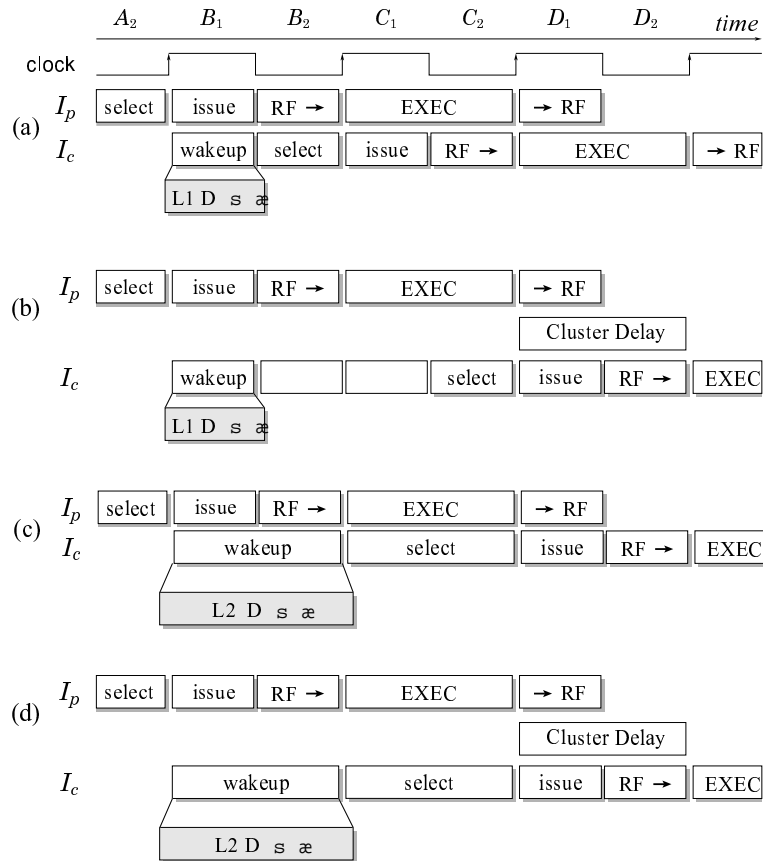 A2 B1 B2 C1 C2 D1 D2 time
clock
(a)
Ip select issue RF → EXEC → RF
Ic wakeup select issue RF → EXEC → RF
L1 D s æ
(b)
Ip select issue RF → EXEC → RF
Cluster Delay
Ic wakeup select issue RF → EXEC
L1 D s æ
(c)
Ip select issue RF → EXEC → RF
Ic wakeup select issue RF → EXEC
L2 D s æ
(d)
Ip select issue RF → EXEC → RF
Cluster Delay
Ic wakeup select issue RF → EXEC
L2 D s æ